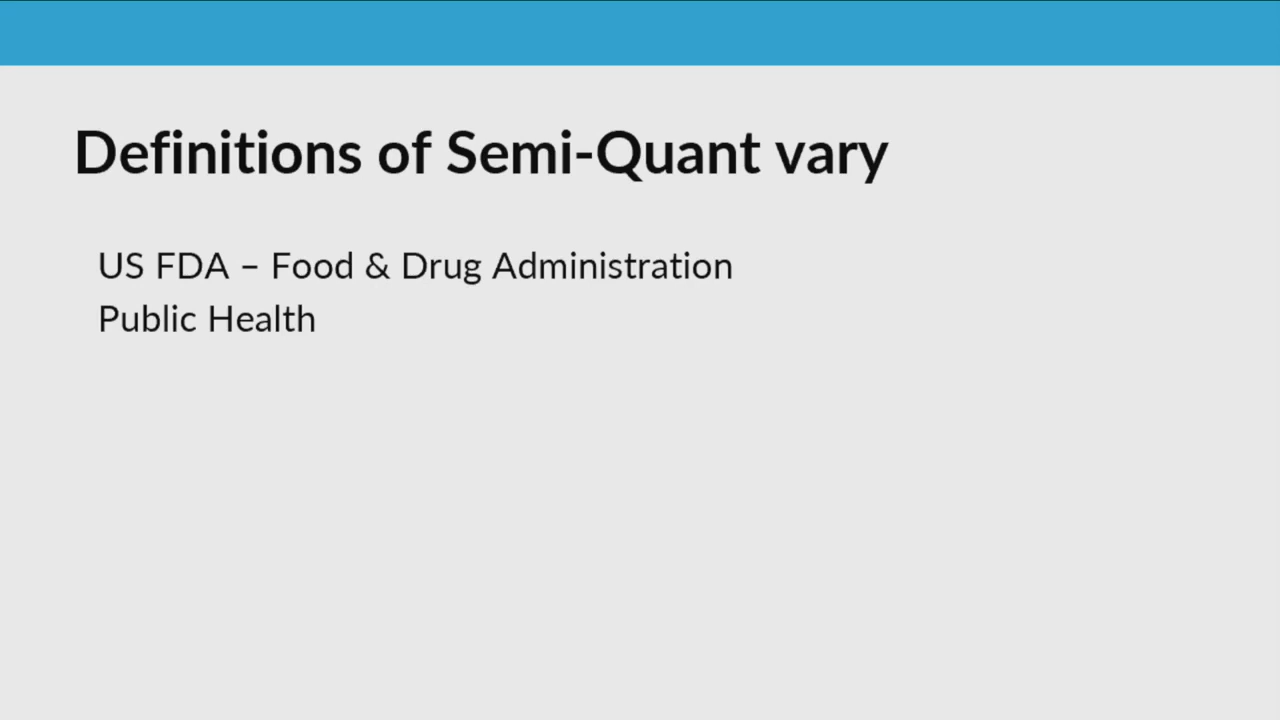 Definitions of Semi-Quant vary
US FDA – Food & Drug Administration
Public Health